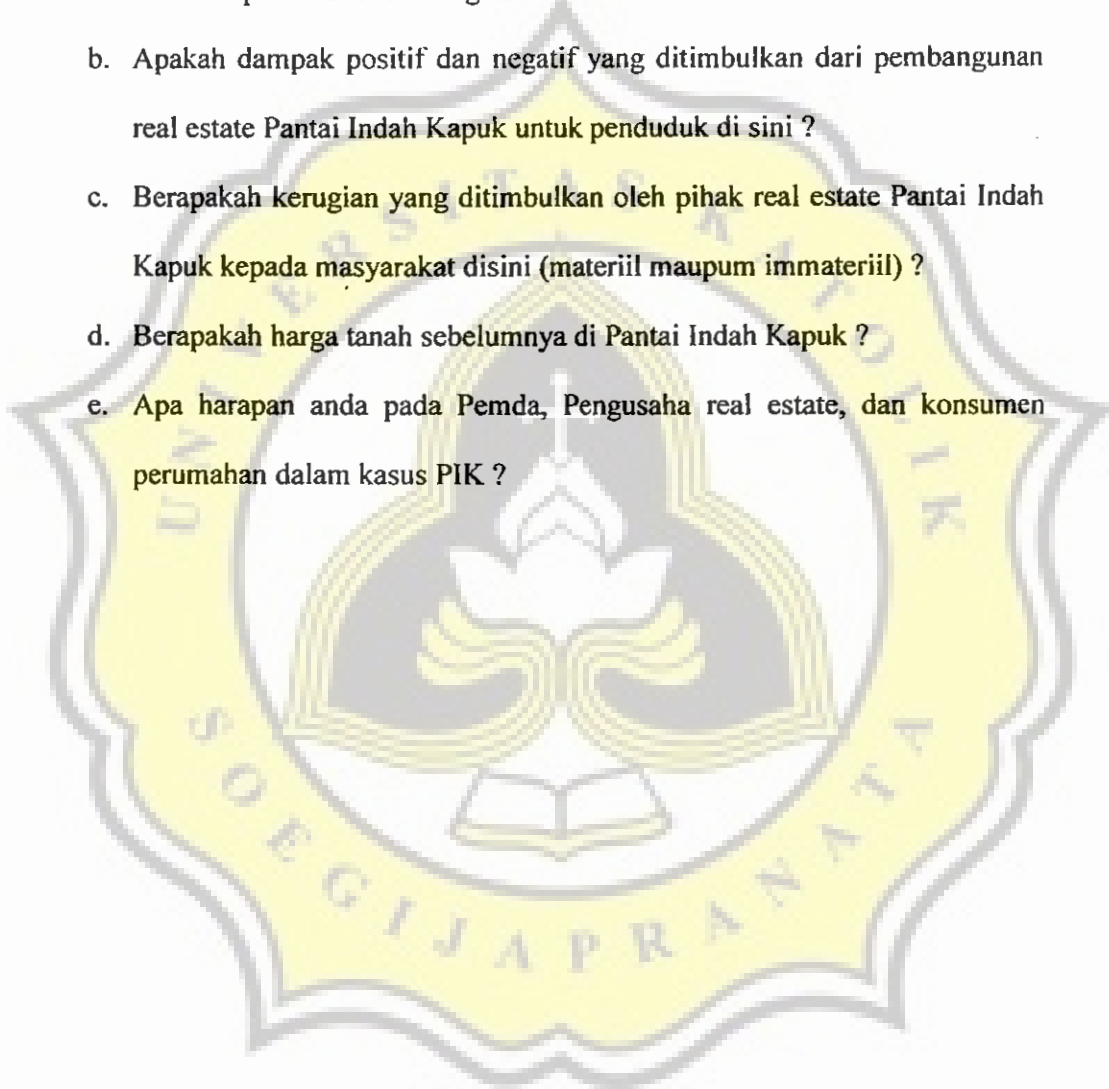 b. Apakah dampak positif dan negatif yang ditimbulkan dari pembangunan
real estate Pantai Indah Kapuk untuk penduduk di sini ?
c. Berapakah kerugian yang ditimbulkan oleh pihak real estate Pantai Indah
Kapuk kepada masyarakat disini (materiil maupum immateriil) ?
d. Berapakah harga tanah sebelumnya di Pantai Indah Kapuk ?
e. Apa harapan anda pada Pemda, Pengusaha real estate, dan konsumen
perumahan dalam kasus PIK ?
UNIVERSITAS KATOLIK
SOEGIJAPRANATA